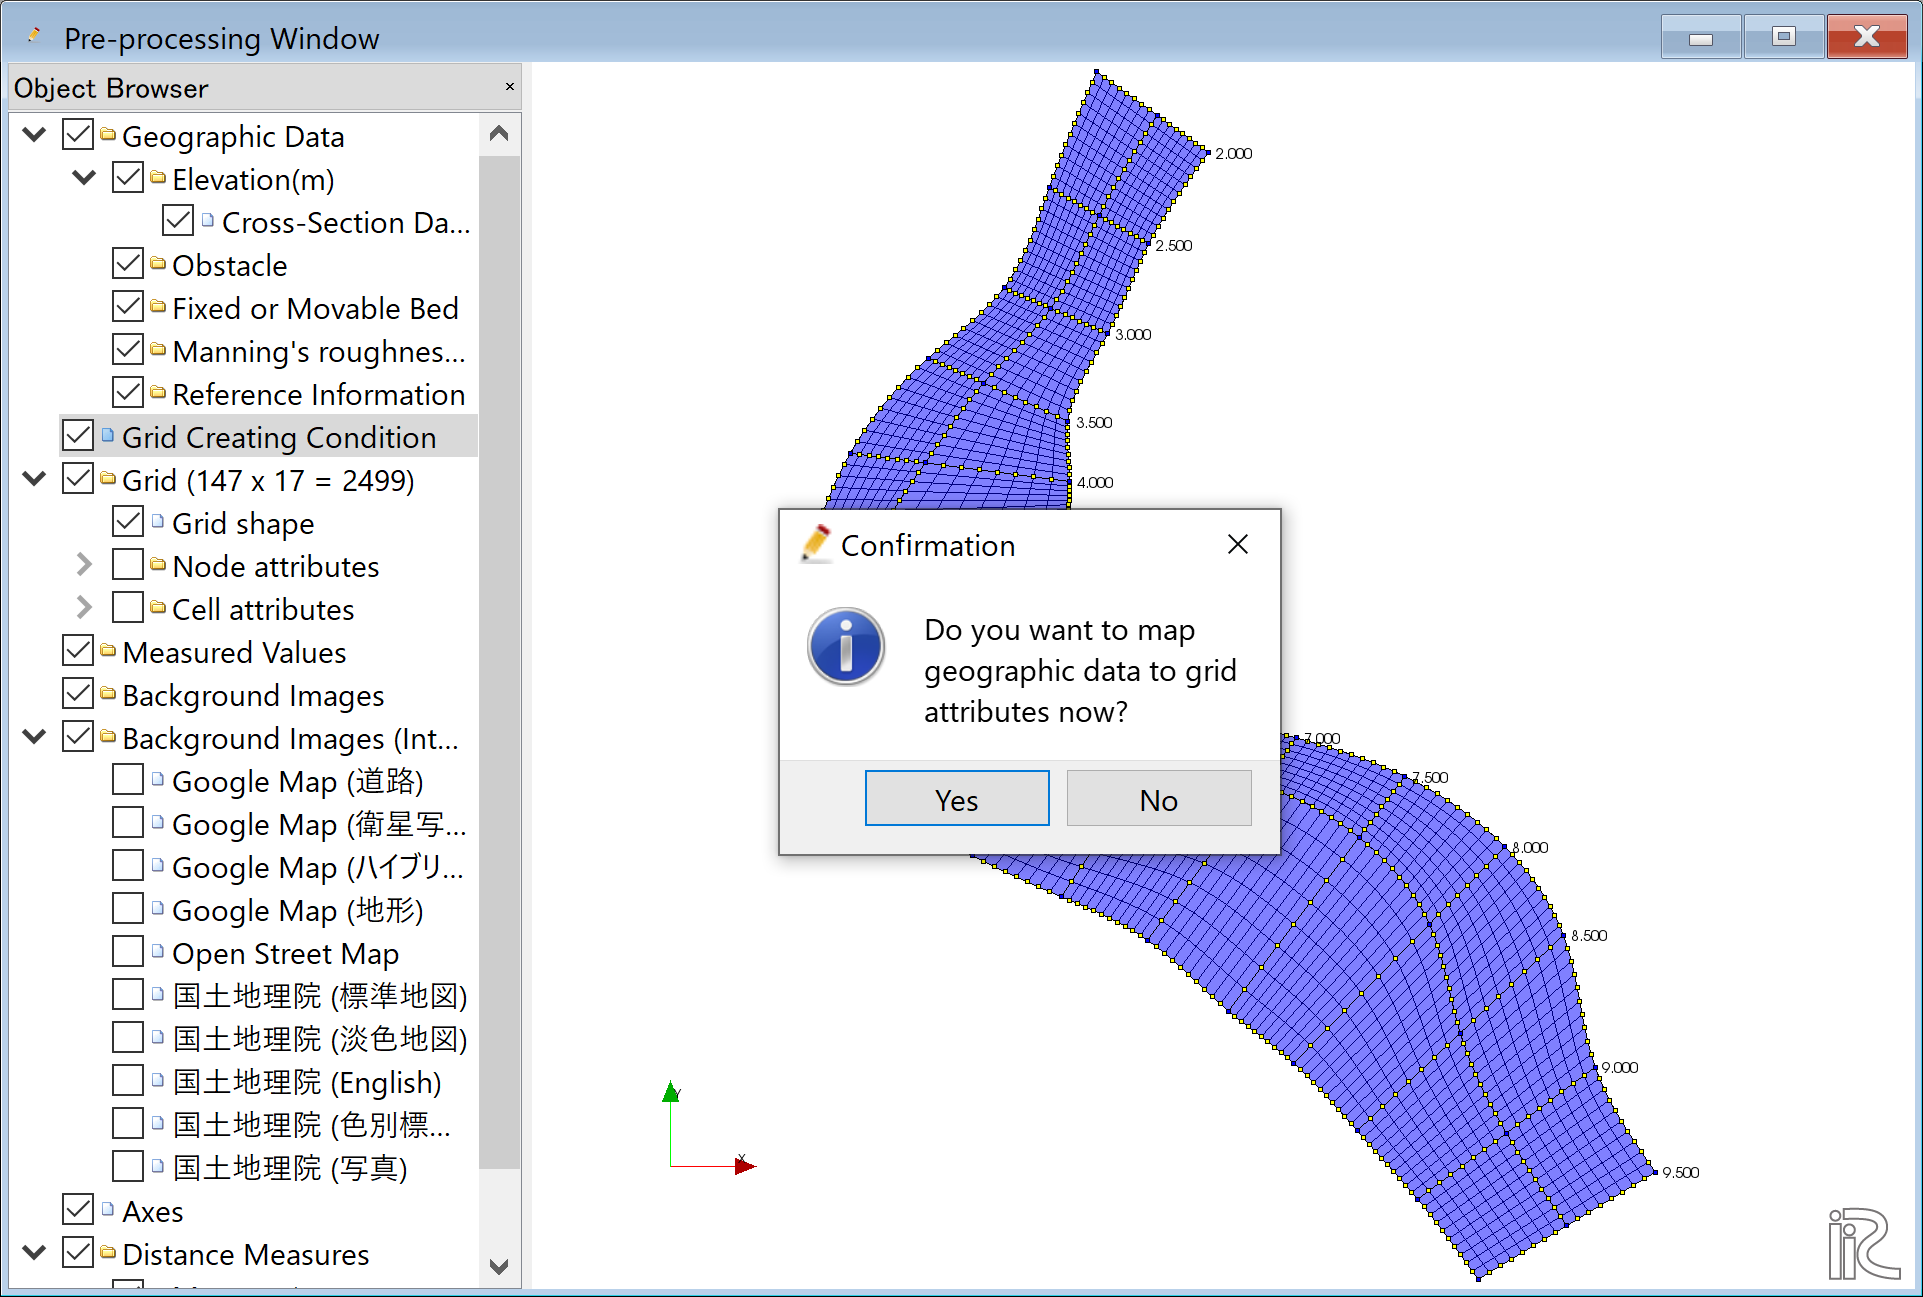 Pre-processing Window
Object Browser
Geographic Data
Elevation(m)
Cross-Section Da...
Obstacle
Fixed or Movable Bed
Manning's roughnes...
Reference Information
Grid Creating Condition
Grid (147 x 17 = 2499)
Grid shape
Node attributes
Cell attributes
Measured Values
Background Images
Background Images (Int...
Google Map (道路)
Google Map (衛星写...
Google Map (ハイブリ...
Google Map (地形)
Open Street Map
国土地理院 (標準地図)
国土地理院 (淡色地図)
国土地理院 (English)
国土地理院 (色別標...
国土地理院 (写真)
Axes
Distance Measures
2.000
2.500
3.000
3.500
4.000
Confirmation
Do you want to map
geographic data to grid
attributes now?
Yes
No
7.000
7.500
8.000
8.500
9.000
9.500
Y
X
iRIC